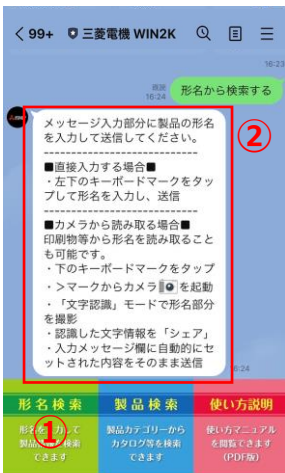 99+ 三菱電機 WIN2K
16:23
既読
16:24
形名から検索する
メッセージ入力部分に製品の形名
を入力して送信してください。
------------------------------
■直接入力する場合■
・左下のキーボードマークをタッ
プして形名を入力し、送信
------------------------------
■カメラから読み取る場合■
印刷物等から形名を読み取ること
も可能です。
・下のキーボードマークをタップ
・>マークからカメラ を起動
・「文字認識」モードで形名部分
を撮影
・認識した文字情報を「シェア」
・入力メッセージ欄に自動的にセ
ットされた内容をそのまま送信
②
6:24
形名検索
製品検索
使い方説明
①
できます
製品カテゴリーから
カタログ等を検索
できます
使い方マニュアル
を閲覧できます
(PDF版)